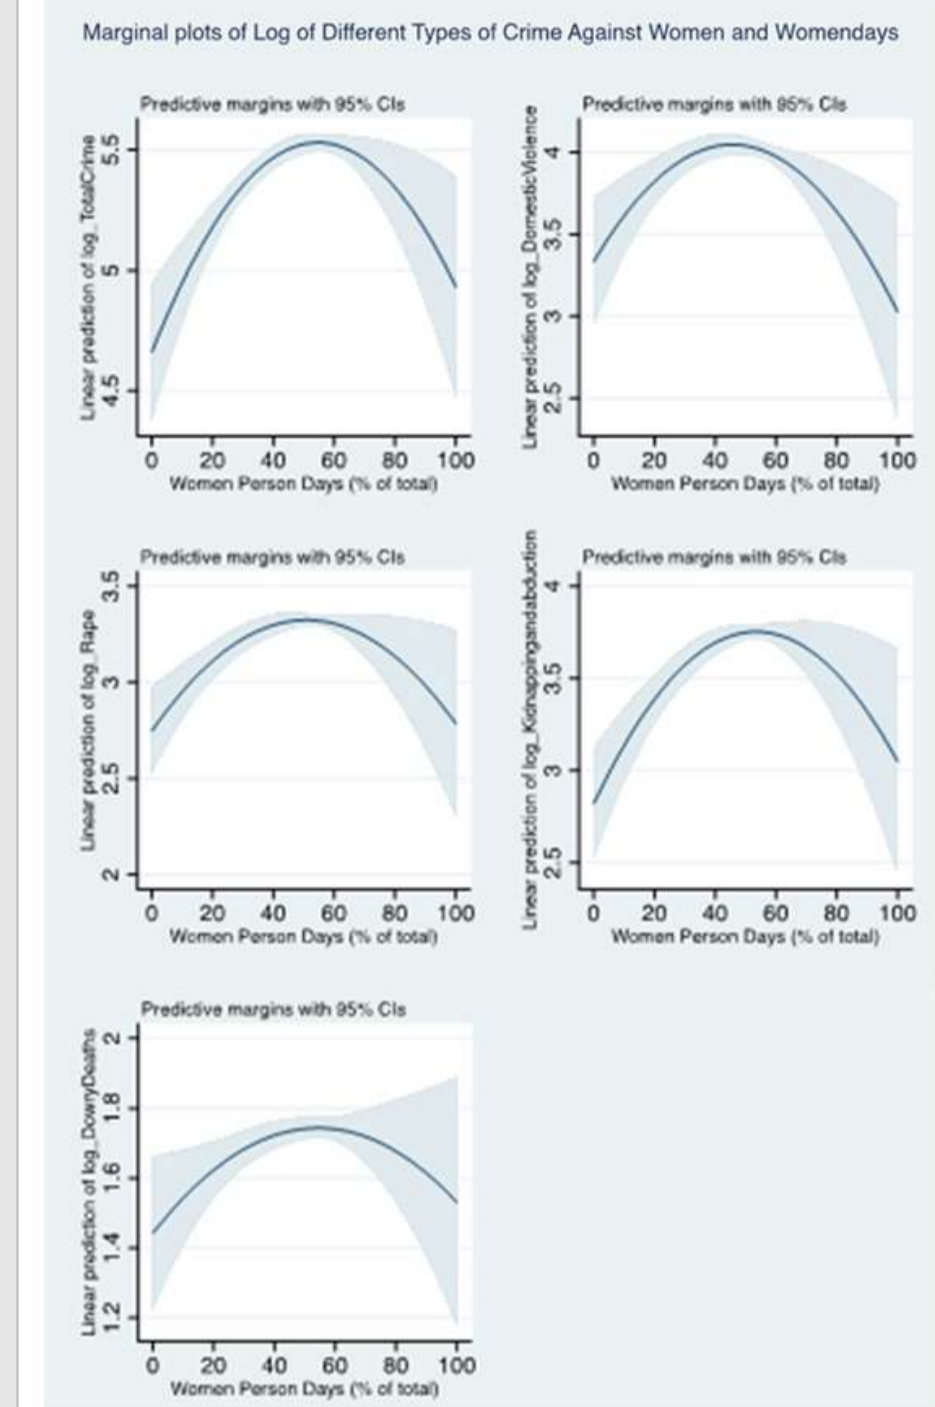 Marginal plots of Log of Different Types of Crime Against Women and Womendays
Predictive margins with 95% CIs
Linear prediction of log_TotalCrime
5.5
5
4.5
0 20 40 60 80 100
Women Person Days (% of total)
Predictive margins with 95% CIs
Linear prediction of log_DomesticViolence
4
3.5
3
2.5
0 20 40 60 80 100
Women Person Days (% of total)
Predictive margins with 95% CIs
Linear prediction of log_Rape
3.5
3
2.5
2
0 20 40 60 80 100
Women Person Days (% of total)
Predictive margins with 95% CIs
Linear prediction of log_Kidnappingandabduction
4
3.5
3
2.5
0 20 40 60 80 100
Women Person Days (% of total)
Predictive margins with 95% CIs
Linear prediction of log_DowryDeaths
2
1.8
1.6
1.4
1.2
0 20 40 60 80 100
Women Person Days (% of total)